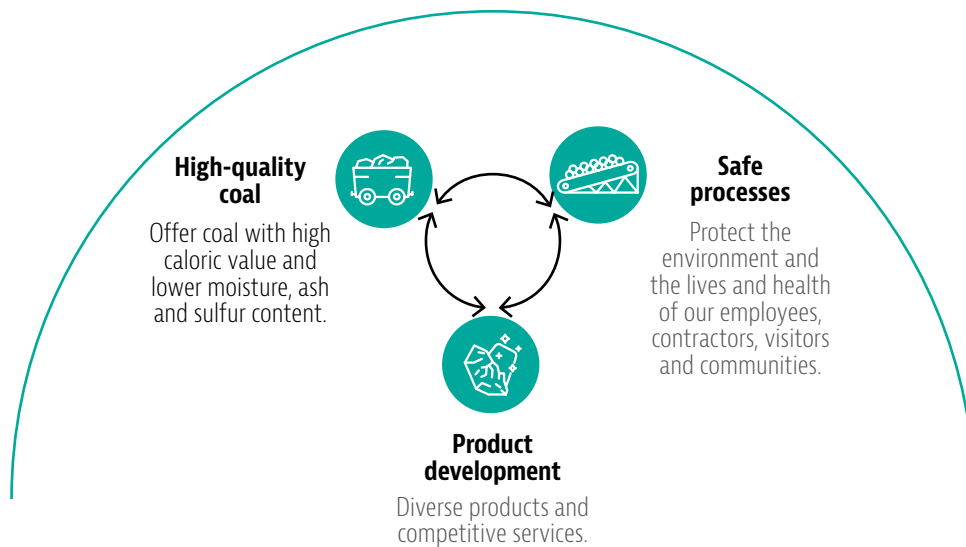 High-quality
coal
Offer coal with high
caloric value and
lower moisture, ash
and sulfur content.
Safe
processes
Protect the
environment and
the lives and health
of our employees,
contractors, visitors
and communities.
Product
development
Diverse products and
competitive services.